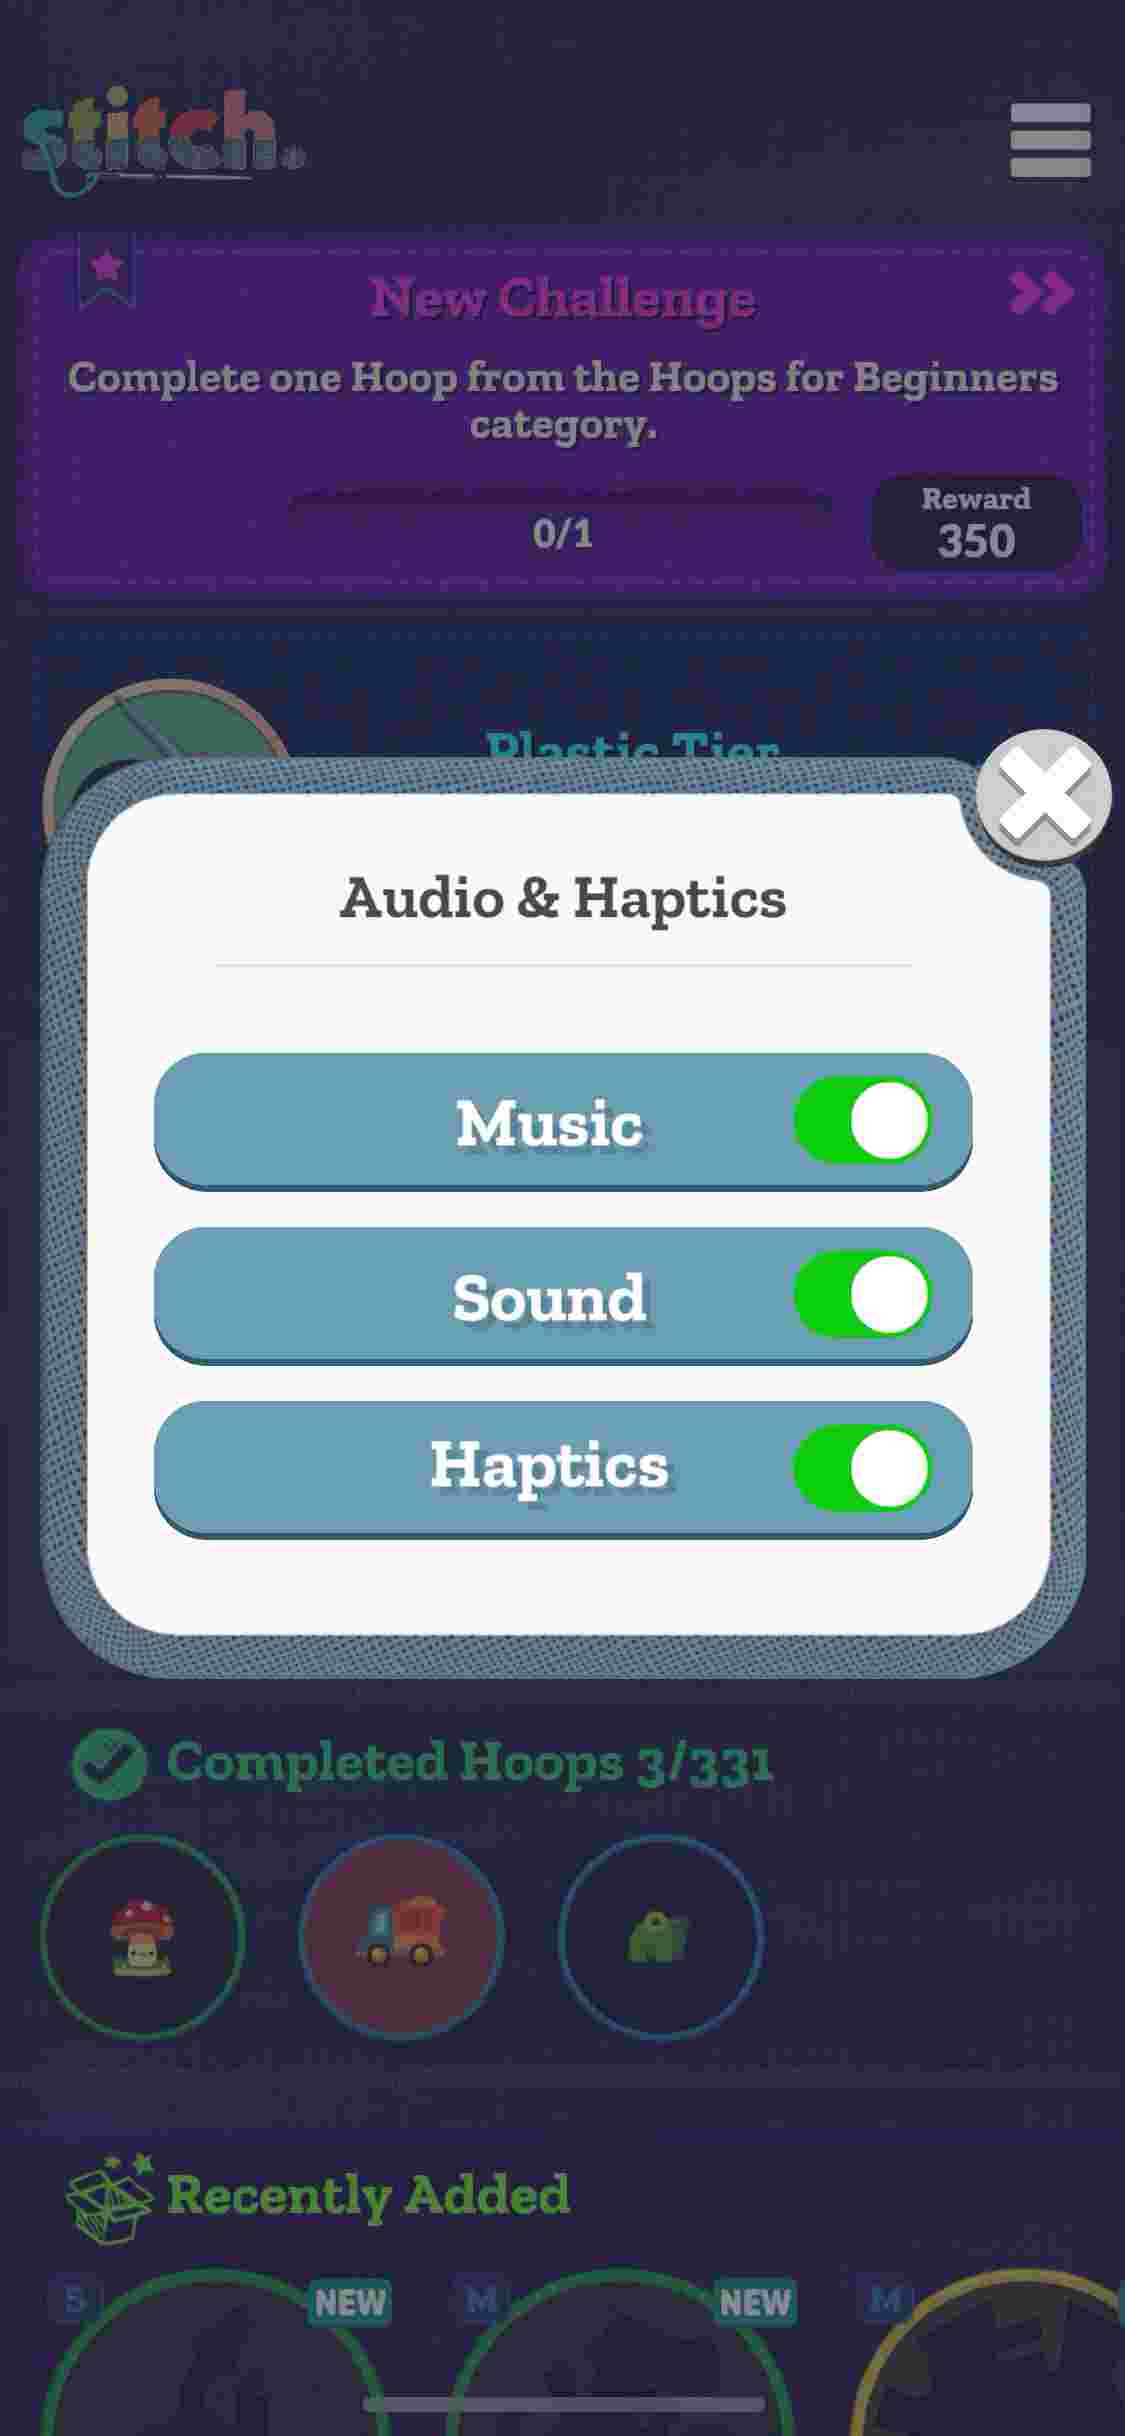 stitch.
New Challenge
Complete one Hoop from the Hoops for Beginners
category.
0/1
Reward
350
Plastic Tier
Audio & Haptics
Music
Sound
Haptics
Completed Hoops 3/331
Recently Added
S NEW M NEW M